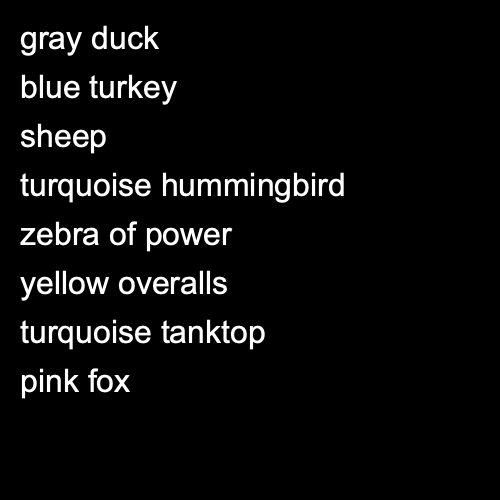 gray duck
blue turkey
sheep
turquoise hummingbird
zebra of power
yellow overalls
turquoise tanktop
pink fox